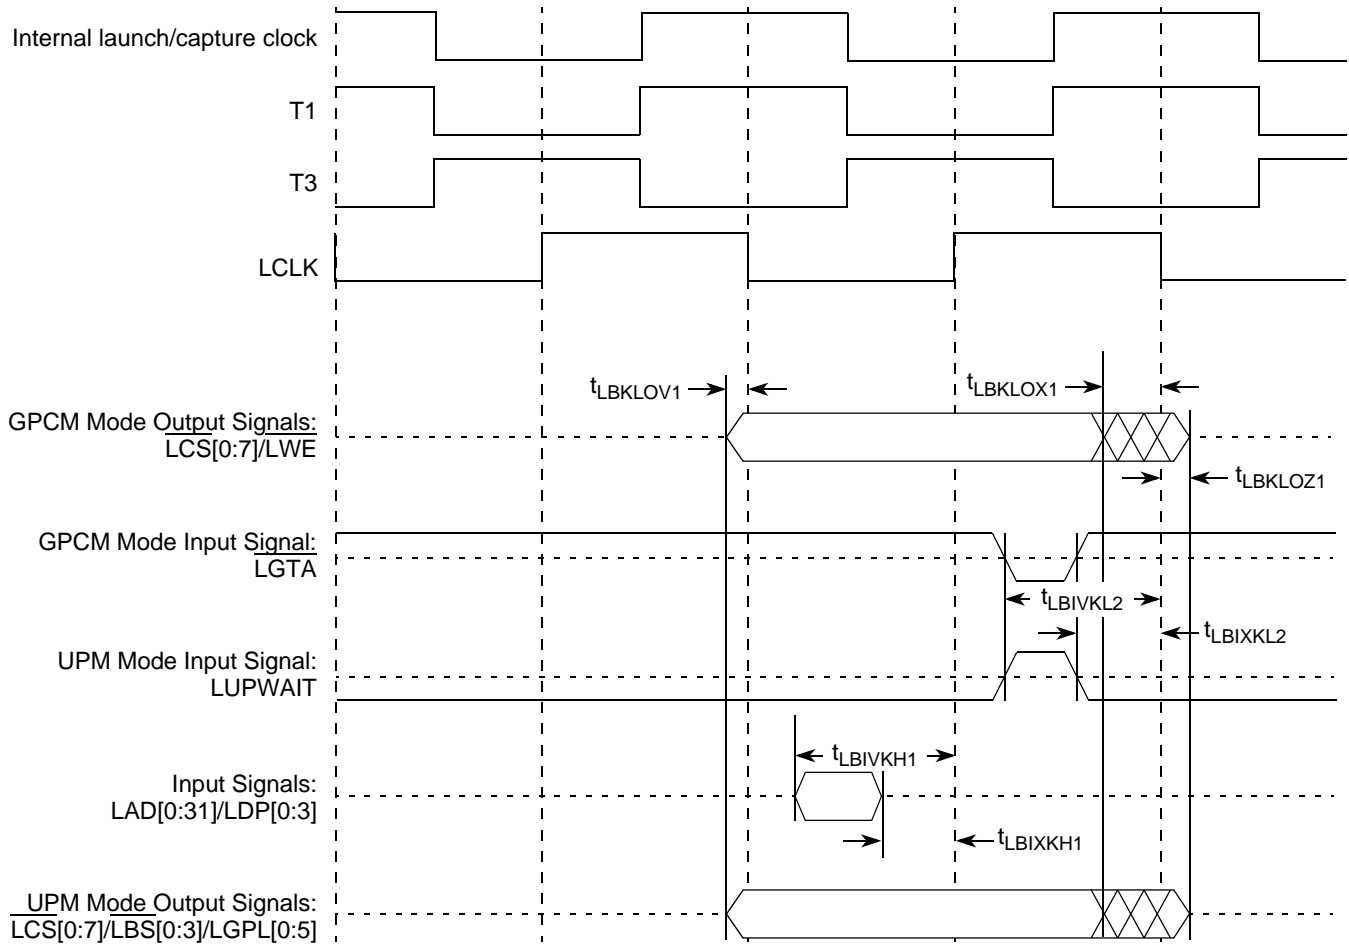 Internal launch/capture clock
T1
T3
LCLK
tLBKLOV1
tLBKLOX1
GPCM Mode Output Signals:
LCS[0:7]/LWE
tLBKLOZ1
GPCM Mode Input Signal:
LGTA
tLBIVKL2
tLBIXKL2
UPM Mode Input Signal:
LUPWAIT
tLBIVKH1
Input Signals:
LAD[0:31]/LDP[0:3]
tLBIXKH1
UPM Mode Output Signals:
LCS[0:7]/LBS[0:3]/LGPL[0:5]